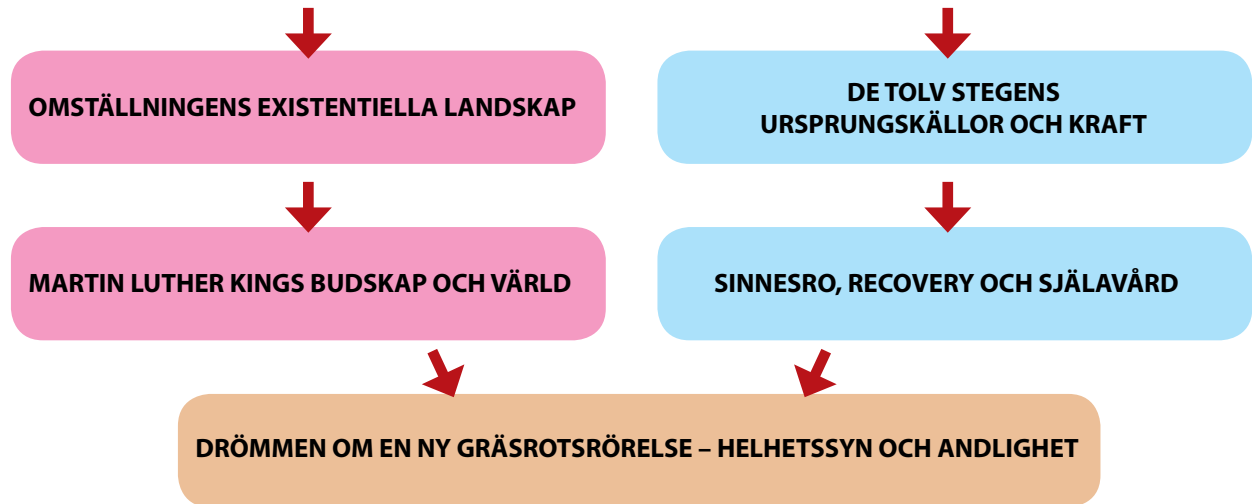 OMSTÄLLNINGENS EXISTENTIELLA LANDSKAP
DE TOLV STEGENS
URSPRUNGSKÄLLOR OCH KRAFT
MARTIN LUTHER KINGS BUDSKAP OCH VÄRLD
SINNESRO, RECOVERY OCH SJÄLAVÅRD
DRÖMMEN OM EN NY GRÄSROTSRÖRELSE – HELHETSSYN OCH ANDLIGHET